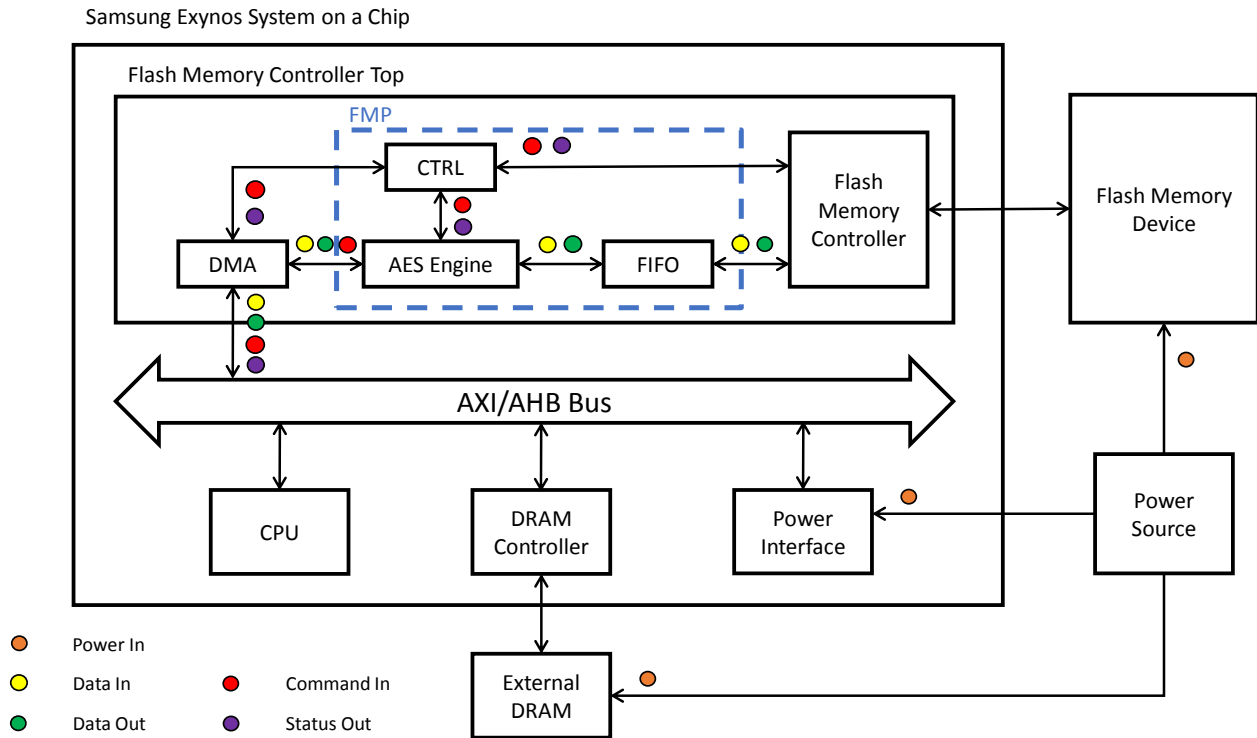 Samsung Exynos System on a Chip
Flash Memory Controller Top
FMP
CTRL
Flash
Memory
Controller
Flash Memory
Device
DMA
AES Engine
FIFO
AXI/AHB Bus
CPU
DRAM
Controller
Power
Interface
Power
Source
External
DRAM
Power In
Data In
Command In
Data Out
Status Out